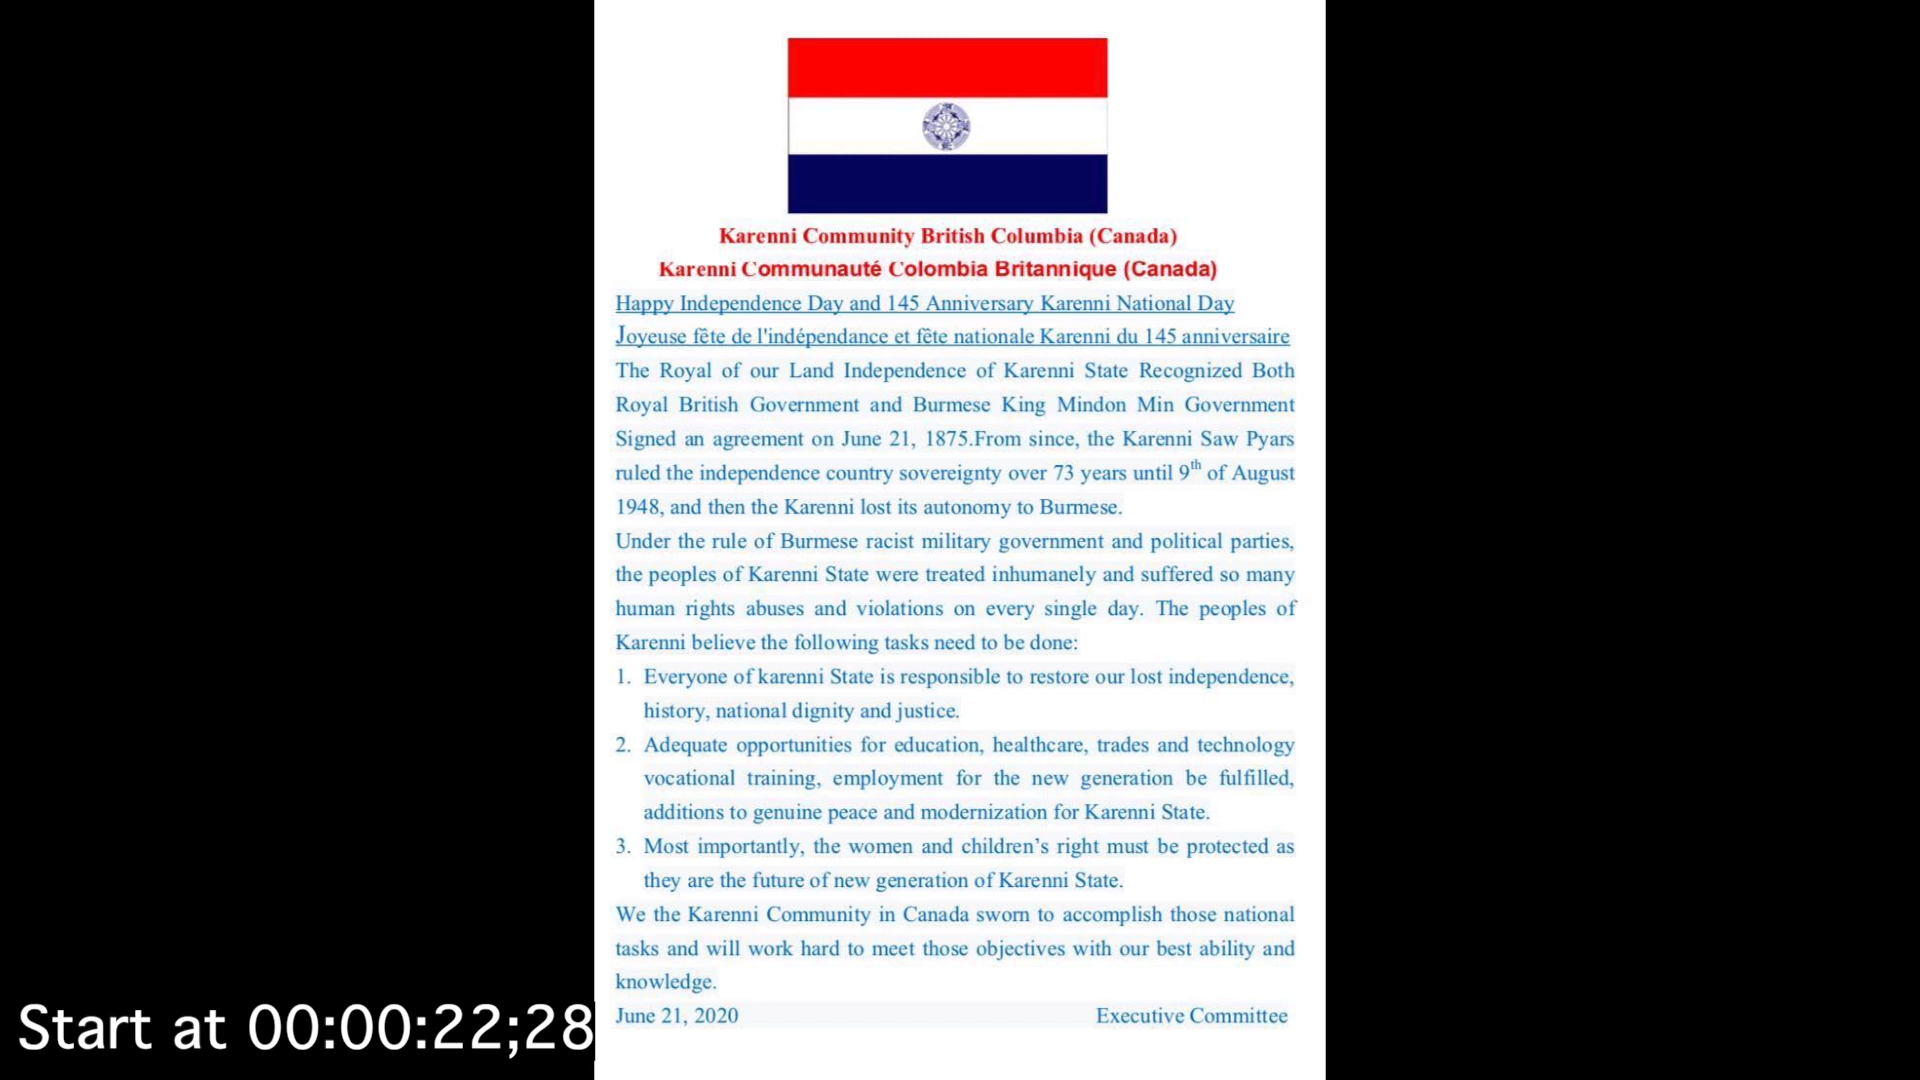 Karenni Community British Columbia (Canada)
Karenni Communauté Colombia Britannique (Canada)
Happy Independence Day and 145 Anniversary Karenni National Day
Joyeuse fête de l'indépendance et fête nationale Karenni du 145 anniversaire
The Royal of our Land Independence of Karenni State Recognized Both
Royal British Government and Burmese King Mindon Min Government
Signed an agreement on June 21, 1875.From since, the Karenni Saw Pyars
ruled the independence country sovereignty over 73 years until 9th of August
1948, and then the Karenni lost its autonomy to Burmese.
Under the rule of Burmese racist military government and political parties,
the peoples of Karenni State were treated inhumanely and suffered so many
human rights abuses and violations on every single day. The peoples of
Karenni believe the following tasks need to be done:
1. Everyone of karenni State is responsible to restore our lost independence,
history, national dignity and justice.
2. Adequate opportunities for education, healthcare, trades and technology
vocational training, employment for the new generation be fulfilled,
additions to genuine peace and modernization for Karenni State.
3. Most importantly, the women and children’s right must be protected as
they are the future of new generation of Karenni State.
We the Karenni Community in Canada sworn to accomplish those national
tasks and will work hard to meet those objectives with our best ability and
knowledge.
June 21, 2020 Executive Committee
Start at 00:00:22;28